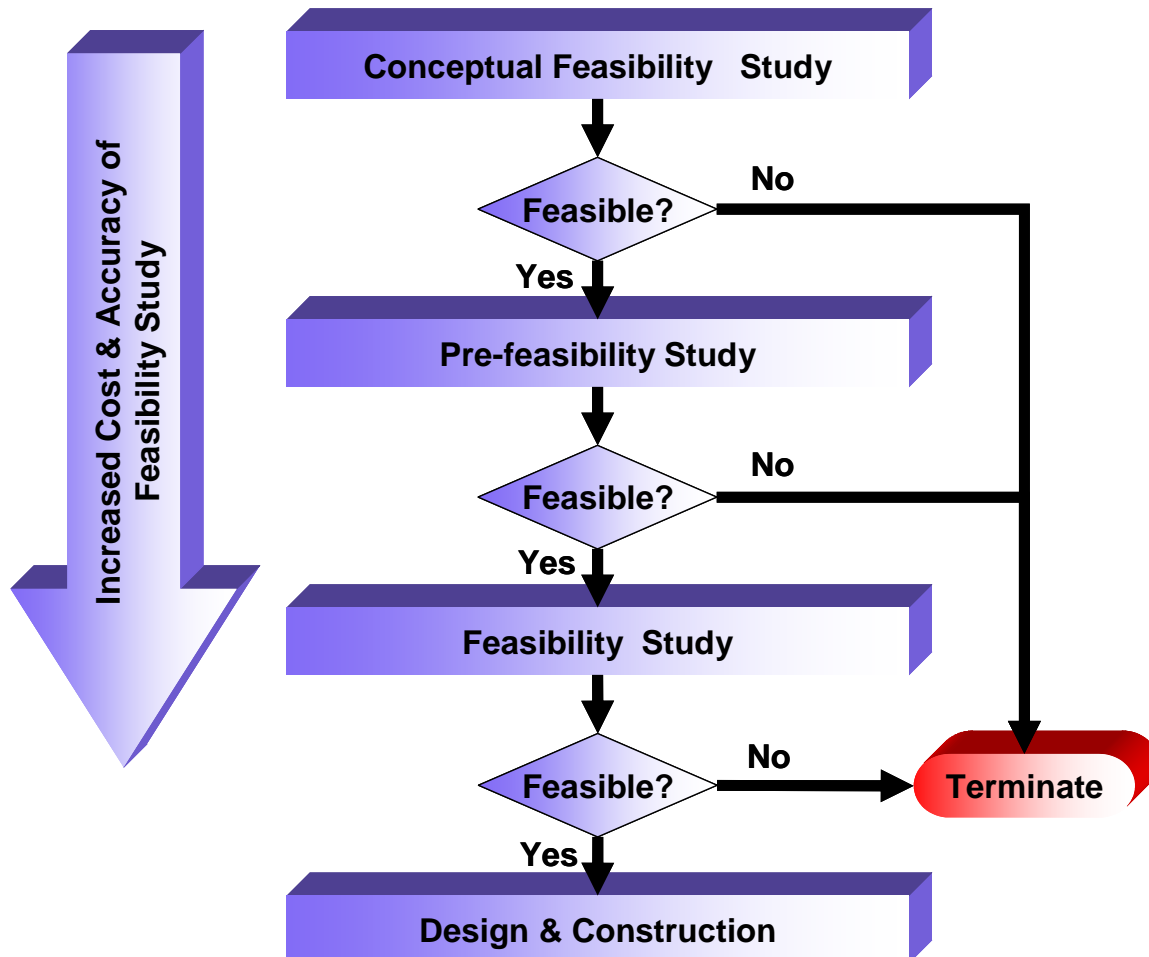 Conceptual Feasibility Study
Feasible?
No
Yes
Pre-feasibility Study
Feasible?
No
Yes
Feasibility Study
Feasible?
No
Terminate
Yes
Design & Construction
Increased Cost & Accuracy of
Feasibility Study